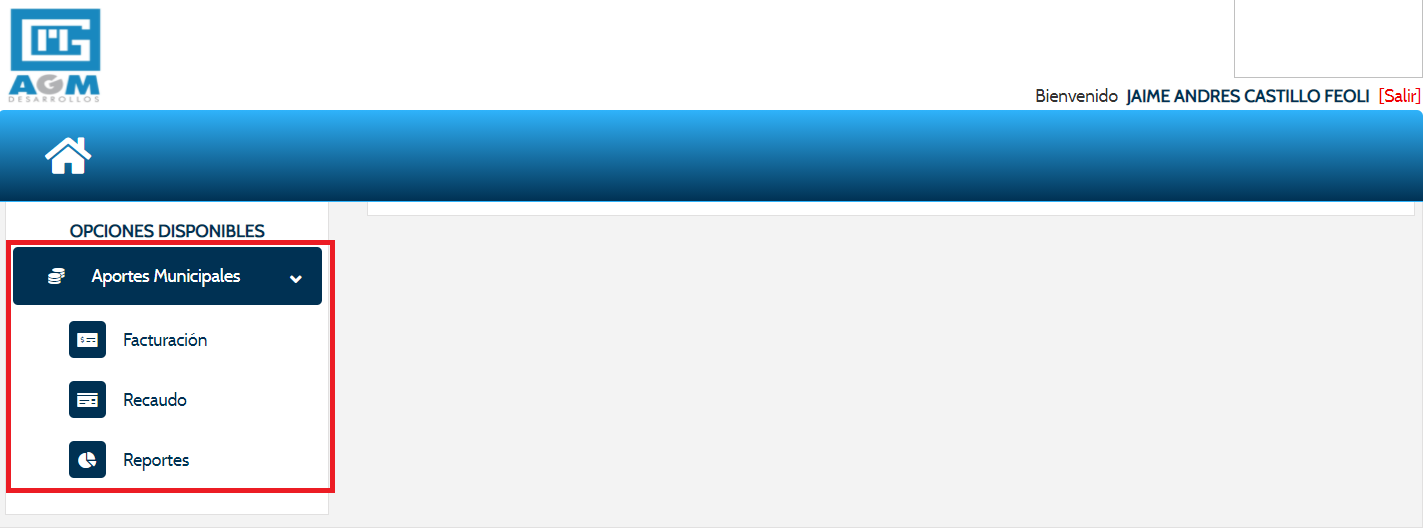 AGM
DESARROLLOS
Bienvenido JAIME ANDRES CASTILLO FEOLI [Salir]
OPCIONES DISPONIBLES
Aportes Municipales
Facturación
Recaudo
Reportes